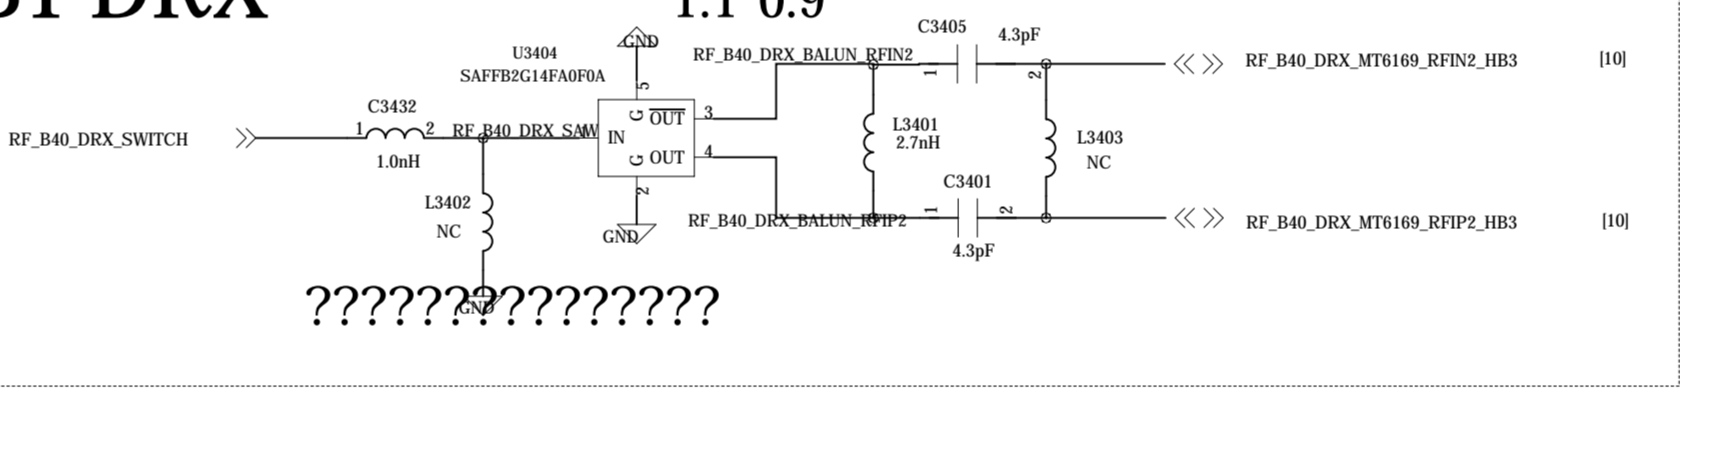 DRX
1.1 0.9
C3405
4.3pF
U3404
GND
RF_B40_DRX_BALUN_RFIN2
RF_B40_DRX_MT6169_RFIN2_HB3
[10]
SAFFB2G14FA0F0A
1
2
5
C3432
G
OUT
3
L3401
1
2
RF_B40_DRX_SAW
1
IN
2.7nH
L3403
RF_B40_DRX_SWITCH
1.0nH
G
OUT
4
NC
C3401
2
L3402
1
2
NC
GND
RF_B40_DRX_BALUN_RFIP2
RF_B40_DRX_MT6169_RFIP2_HB3
[10]
4.3pF
GND
???????????????